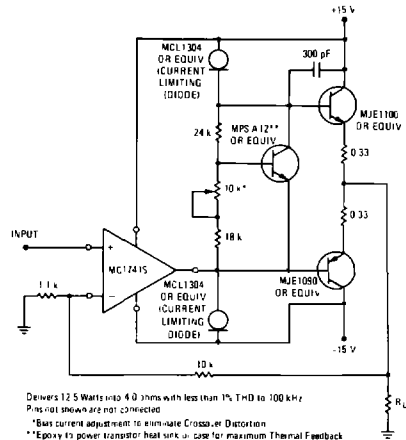 +15 V
MCL1304
OR EQUIV
(CURRENT
LIMITING
DIODE)
300 pF
MJE1100
OR EQUIV
MPS A12**
OR EQUIV
24 k
0.33
10 k*
0.33
INPUT
18 k
+
MC1741S
MJE1090
OR EQUIV
1.1 k
–
MCL1304
OR EQUIV
(CURRENT
LIMITING
DIODE)
-15 V
10 k
RL
Delivers 12.5 Watts into 4.0 ohms with less than 1% THD to 100 kHz
Pins not shown are not connected
*Bias current adjustment to eliminate Crossover Distortion
**Epoxy to power transistor heat sink or case for maximum Thermal Feedback